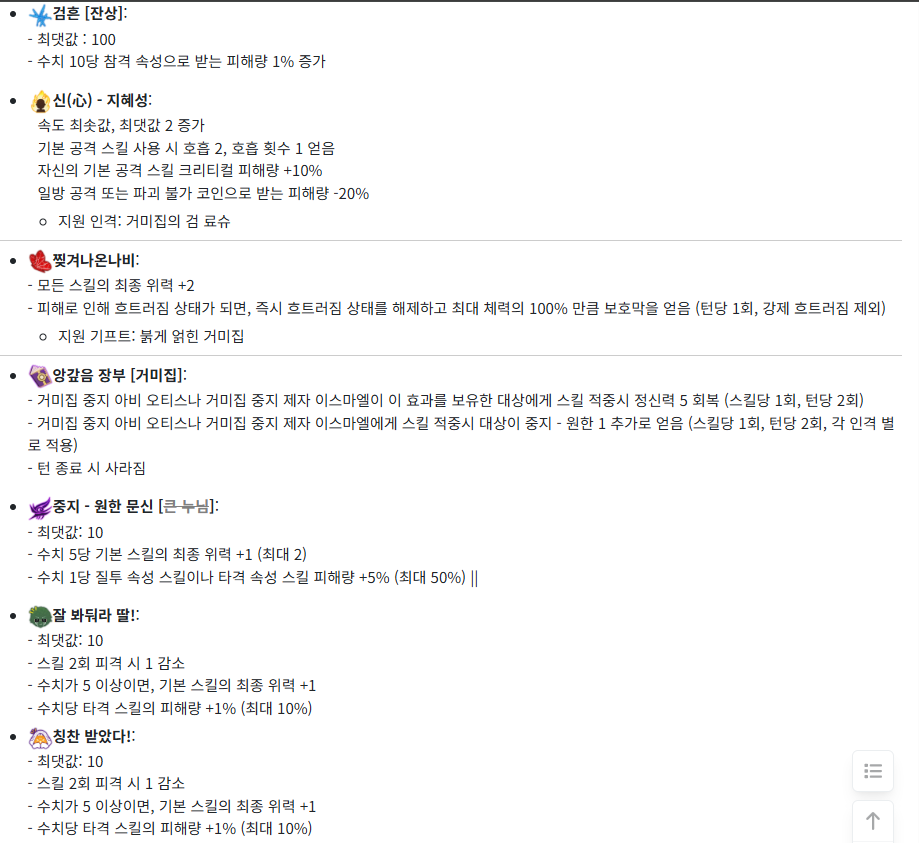 검흔 [잔상]:
- 최댓값 : 100
- 수치 10당 참격 속성으로 받는 피해량 1% 증가
신(心) - 지혜성:
속도 최솟값, 최댓값 2 증가
기본 공격 스킬 사용 시 호흡 2, 호흡 횟수 1 얻음
자신의 기본 공격 스킬 크리티컬 피해량 +10%
일방 공격 또는 파괴 불가 코인으로 받는 피해량 -20%
지원 인격: 거미집의 검 료슈
찢겨나온나비:
- 모든 스킬의 최종 위력 +2
- 피해로 인해 흐트러짐 상태가 되면, 즉시 흐트러짐 상태를 해제하고 최대 체력의 100% 만큼 보호막을 얻음 (턴당 1회, 강제 흐트러짐 제외)
지원 기프트: 붉게 얽힌 거미집
앙갚음 장부 [거미집]:
- 거미집 중지 아비 오티스나 거미집 중지 제자 이스마엘이 이 효과를 보유한 대상에게 스킬 적중시 정신력 5 회복 (스킬당 1회, 턴당 2회)
- 거미집 중지 아비 오티스나 거미집 중지 제자 이스마엘에게 스킬 적중시 대상이 중지 - 원한 1 추가로 얻음 (스킬당 1회, 턴당 2회, 각 인격 별
로 적용)
- 턴 종료 시 사라짐
중지 - 원한 문신 [큰 누님]:
- 최댓값: 10
- 수치 5당 기본 스킬의 최종 위력 +1 (최대 2)
- 수치 1당 질투 속성 스킬이나 타격 속성 스킬 피해량 +5% (최대 50%) ||
잘 봐둬라 딸!:
- 최댓값: 10
- 스킬 2회 피격 시 1 감소
- 수치가 5 이상이면, 기본 스킬의 최종 위력 +1
- 수치당 타격 스킬의 피해량 +1% (최대 10%)
칭찬 받았다!:
- 최댓값: 10
- 스킬 2회 피격 시 1 감소
- 수치가 5 이상이면, 기본 스킬의 최종 위력 +1
- 수치당 타격 스킬의 피해량 +1% (최대 10%)